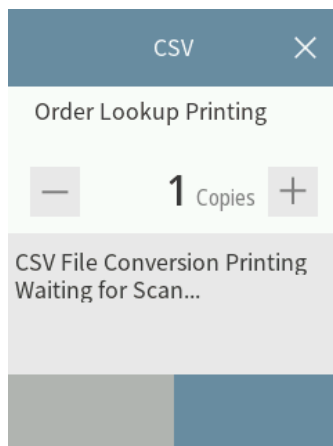 CSV
Order Lookup Printing
1 Copies
CSV File Conversion Printing
Waiting for Scan...